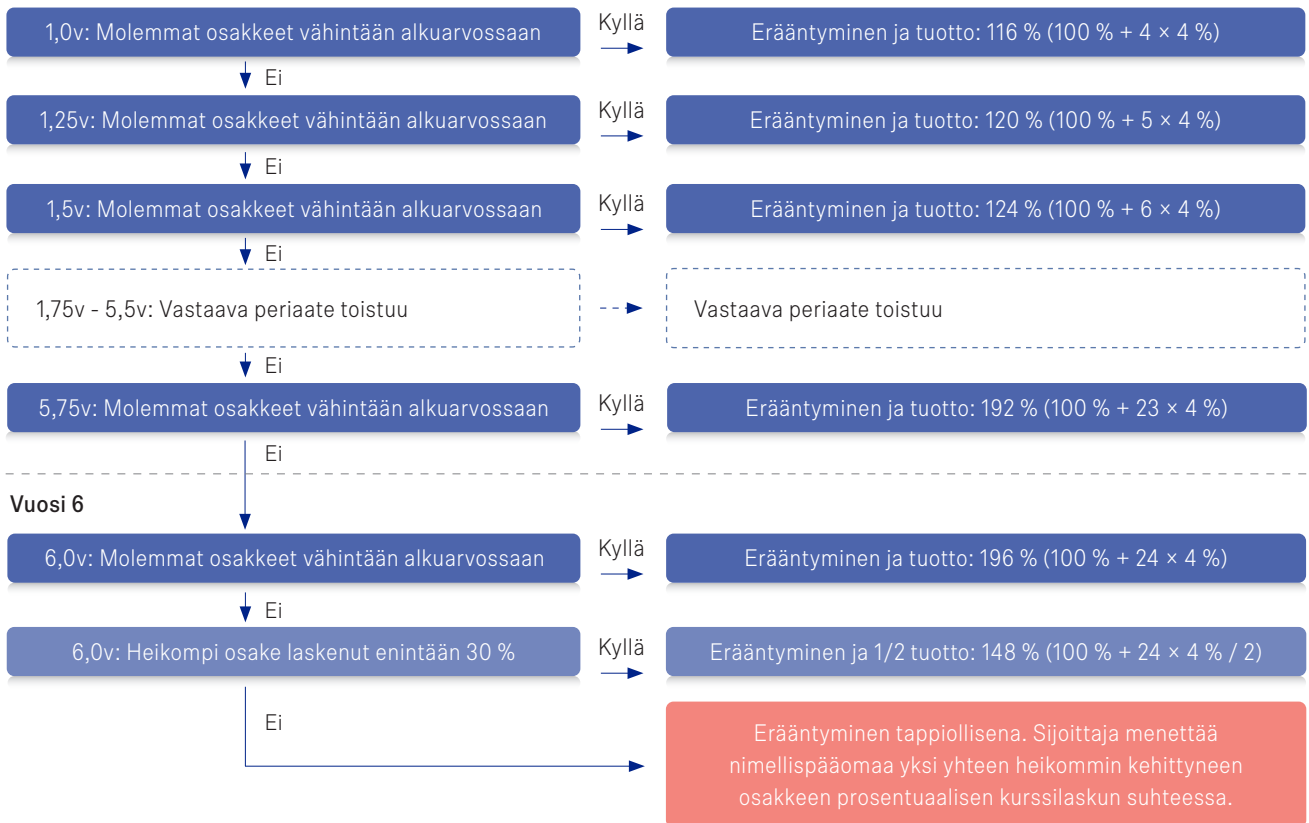 1,0v: Molemmat osakkeet vähintään alkuarvossaan
Kyllä
Erääntyminen ja tuotto: 116 % (100 % + 4 × 4 %)
Ei
1,25v: Molemmat osakkeet vähintään alkuarvossaan
Kyllä
Erääntyminen ja tuotto: 120 % (100 % + 5 × 4 %)
Ei
1,5v: Molemmat osakkeet vähintään alkuarvossaan
Kyllä
Erääntyminen ja tuotto: 124 % (100 % + 6 × 4 %)
Ei
1,75v - 5,5v: Vastaava periaate toistuu
Vastaava periaate toistuu
Ei
5,75v: Molemmat osakkeet vähintään alkuarvossaan
Kyllä
Erääntyminen ja tuotto: 192 % (100 % + 23 × 4 %)
Ei
Vuosi 6
6,0v: Molemmat osakkeet vähintään alkuarvossaan
Kyllä
Erääntyminen ja tuotto: 196 % (100 % + 24 × 4 %)
Ei
6,0v: Heikompi osake laskenut enintään 30 %
Kyllä
Erääntyminen ja 1/2 tuotto: 148 % (100 % + 24 × 4 % / 2)
Ei
Erääntyminen tappiollisena. Sijoittaja menettää
nimellispääomaa yksi yhteen heikommin kehittyneen
osakkeen prosentuaalisen kurssilaskun suhteessa.